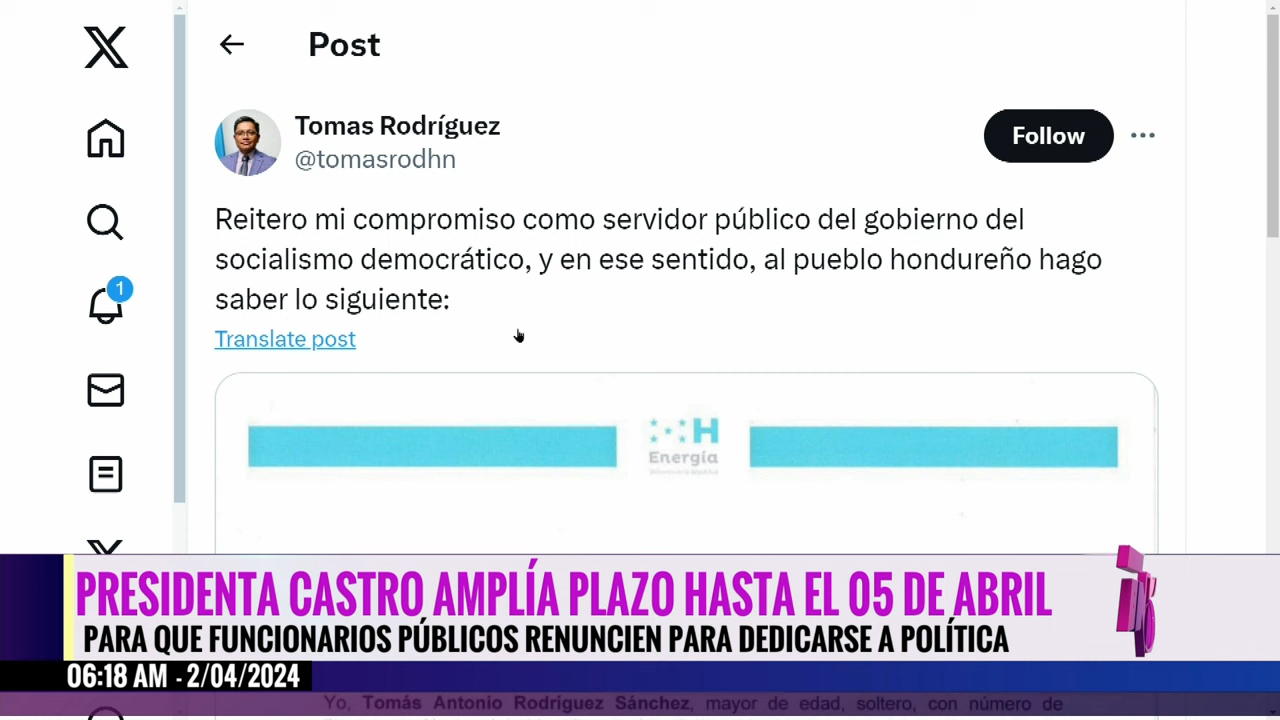 Post
Tomas Rodríguez
@tomasrodhn
Follow
Reitero mi compromiso como servidor público del gobierno del
socialismo democrático, y en ese sentido, al pueblo hondureño hago
saber lo siguiente:
Translate post
1
H
Energía
PRESIDENTA CASTRO AMPLÍA PLAZO HASTA EL 05 DE ABRIL
PARA QUE FUNCIONARIOS PÚBLICOS RENUNCIEN PARA DEDICARSE A POLÍTICA
06:18 AM - 2/04/2024
Yo, Tomás Antonio Rodríguez Sánchez, mayor de edad, soltero, con número de